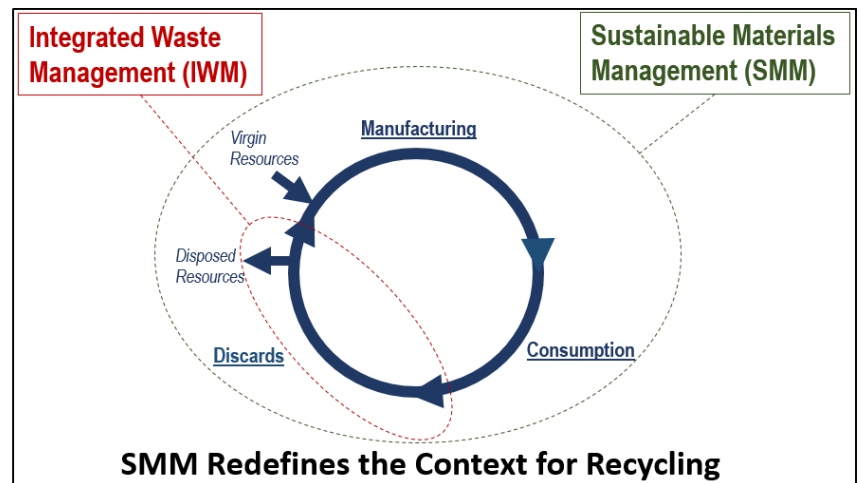 Integrated Waste
Management (IWM)
Sustainable Materials
Management (SMM)
Manufacturing
Virgin
Resources
Disposed
Resources
Discards
Consumption
SMM Redefines the Context for Recycling